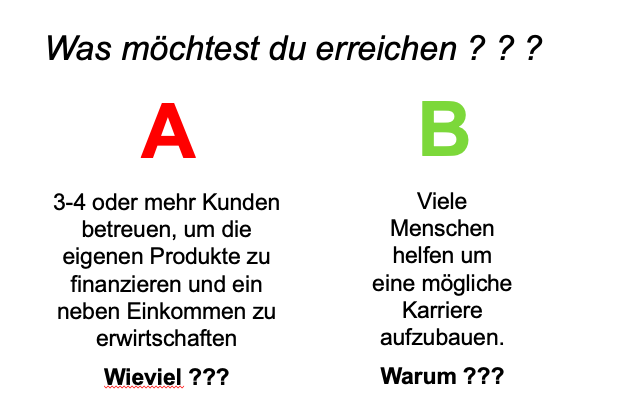 Was möchtest du erreichen ? ? ?
A
3-4 oder mehr Kunden
betreuen, um die
eigenen Produkte zu
finanzieren und ein
neben Einkommen zu
erwirtschaften
Wieviel ???
B
Viele
Menschen
helfen um
eine mögliche
Karriere
aufzubauen.
Warum ???